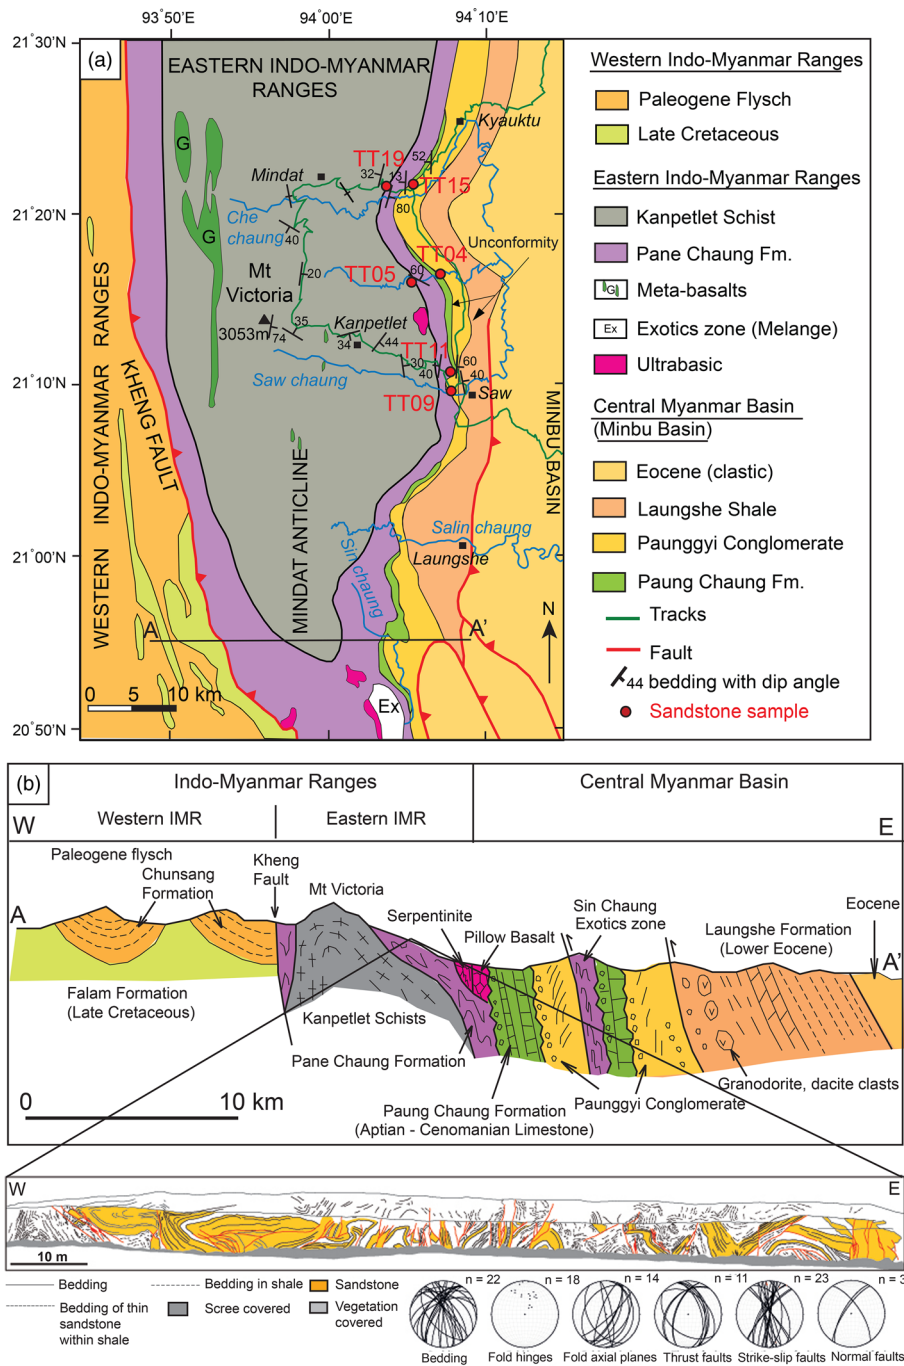 93°50'E
94°00'E
94°10'E
21°30'N
21°20'N
21°10'N
21°00'N
20°50'N
(a)
EASTERN INDO-MYANMAR
RANGES
G
G
Mindat
Che
chaung
40
32
TT19
13
52
TT15
80
Kyauktu
Unconformity
TT04
TT05
60
Mt
Victoria
20
3053m
74
35
Kanpetlet
34
44
TT11
30
40
60
40
Saw chaung
TT09
Saw
WESTERN INDO-MYANMAR RANGES
KHENG FAULT
MINDAT ANTICLINE
MINBU BASIN
Salin chaung
Laungshe
Sin chaung
A
A'
N
0 5 10 km
Ex
Western Indo-Myanmar Ranges
Paleogene Flysch
Late Cretaceous
Eastern Indo-Myanmar Ranges
Kanpetlet Schist
Pane Chaung Fm.
G
Meta-basalts
Ex
Exotics zone (Melange)
Ultrabasic
Central Myanmar Basin
(Minbu Basin)
Eocene (clastic)
Laungshe Shale
Paunggyi Conglomerate
Paung Chaung Fm.
Tracks
Fault
44 bedding with dip angle
Sandstone sample
(b)
Indo-Myanmar Ranges
Central Myanmar Basin
W
Western IMR
Eastern IMR
E
Paleogene flysch
Chunsang
Formation
Kheng
Fault
Mt Victoria
Serpentinite
Pillow Basalt
Sin Chaung
Exotics zone
Laungshe Formation
(Lower Eocene)
Eocene
A
A'
Falam Formation
(Late Cretaceous)
Kanpetlet Schists
Pane Chaung Formation
v
v
v
Granodorite, dacite clasts
Paunggyi Conglomerate
Paung Chaung Formation
(Aptian - Cenomanian Limestone)
0 10 km
W
E
10 m
Bedding
Bedding in shale
Sandstone
Bedding of thin
sandstone
within shale
Scree covered
Vegetation
covered
n = 22
n = 18
n = 14
n = 11
n = 23
n = 3
Bedding
Fold hinges
Fold axial planes
Thrust faults
Strike-slip faults
Normal faults